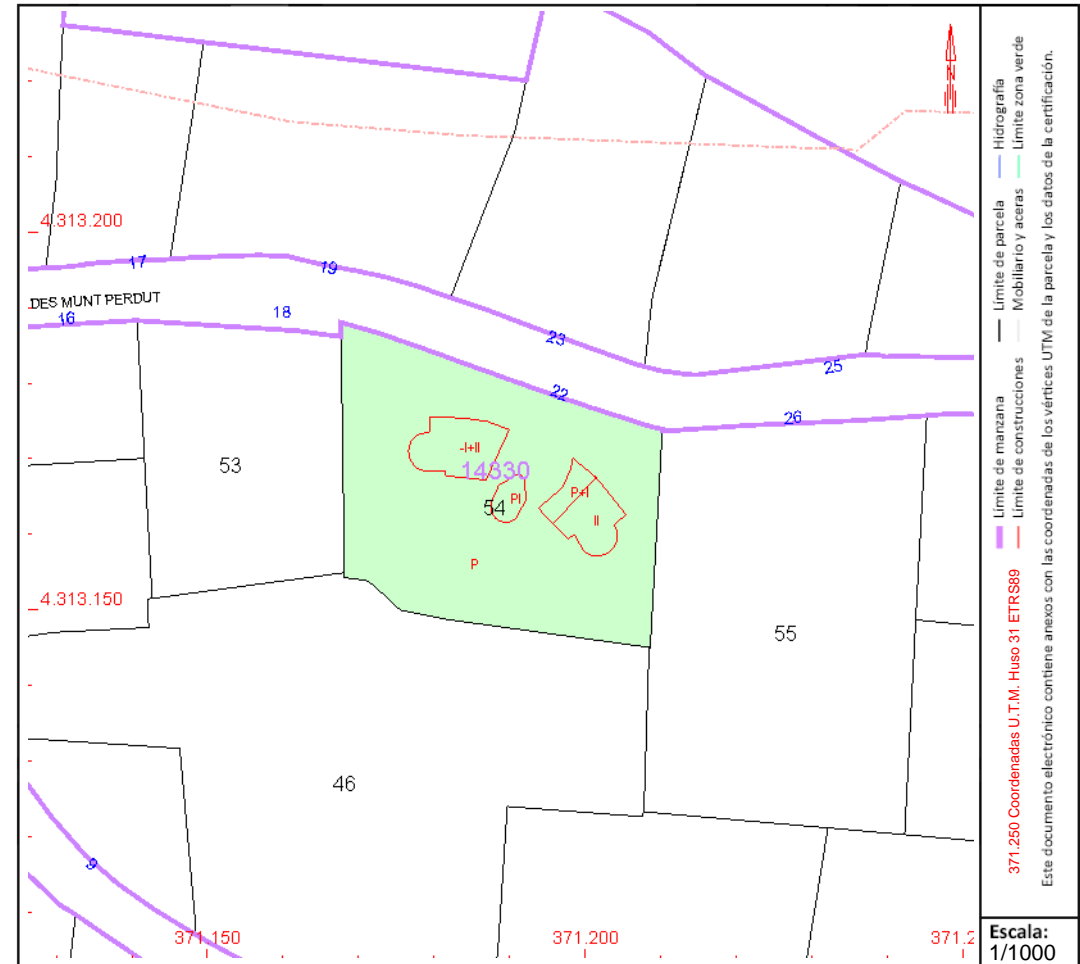 N
4.313.200
17
19
DES MUNT PERDUT
16
18
23
25
22
26
-I+II
53
14330
54
PI
P+I
II
P
4.313.150
55
46
9
371.150
371.200
371.2
Hidrografía
Límite zona verde
Límite de parcela
Mobiliario y aceras
Límite de manzana
Límite de construcciones
371.250 Coordenadas U.T.M. Huso 31 ETRS89
Este documento electrónico contiene anexos con las coordenadas de los vértices UTM de la parcela y los datos de la certificación.
Escala:
1/1000